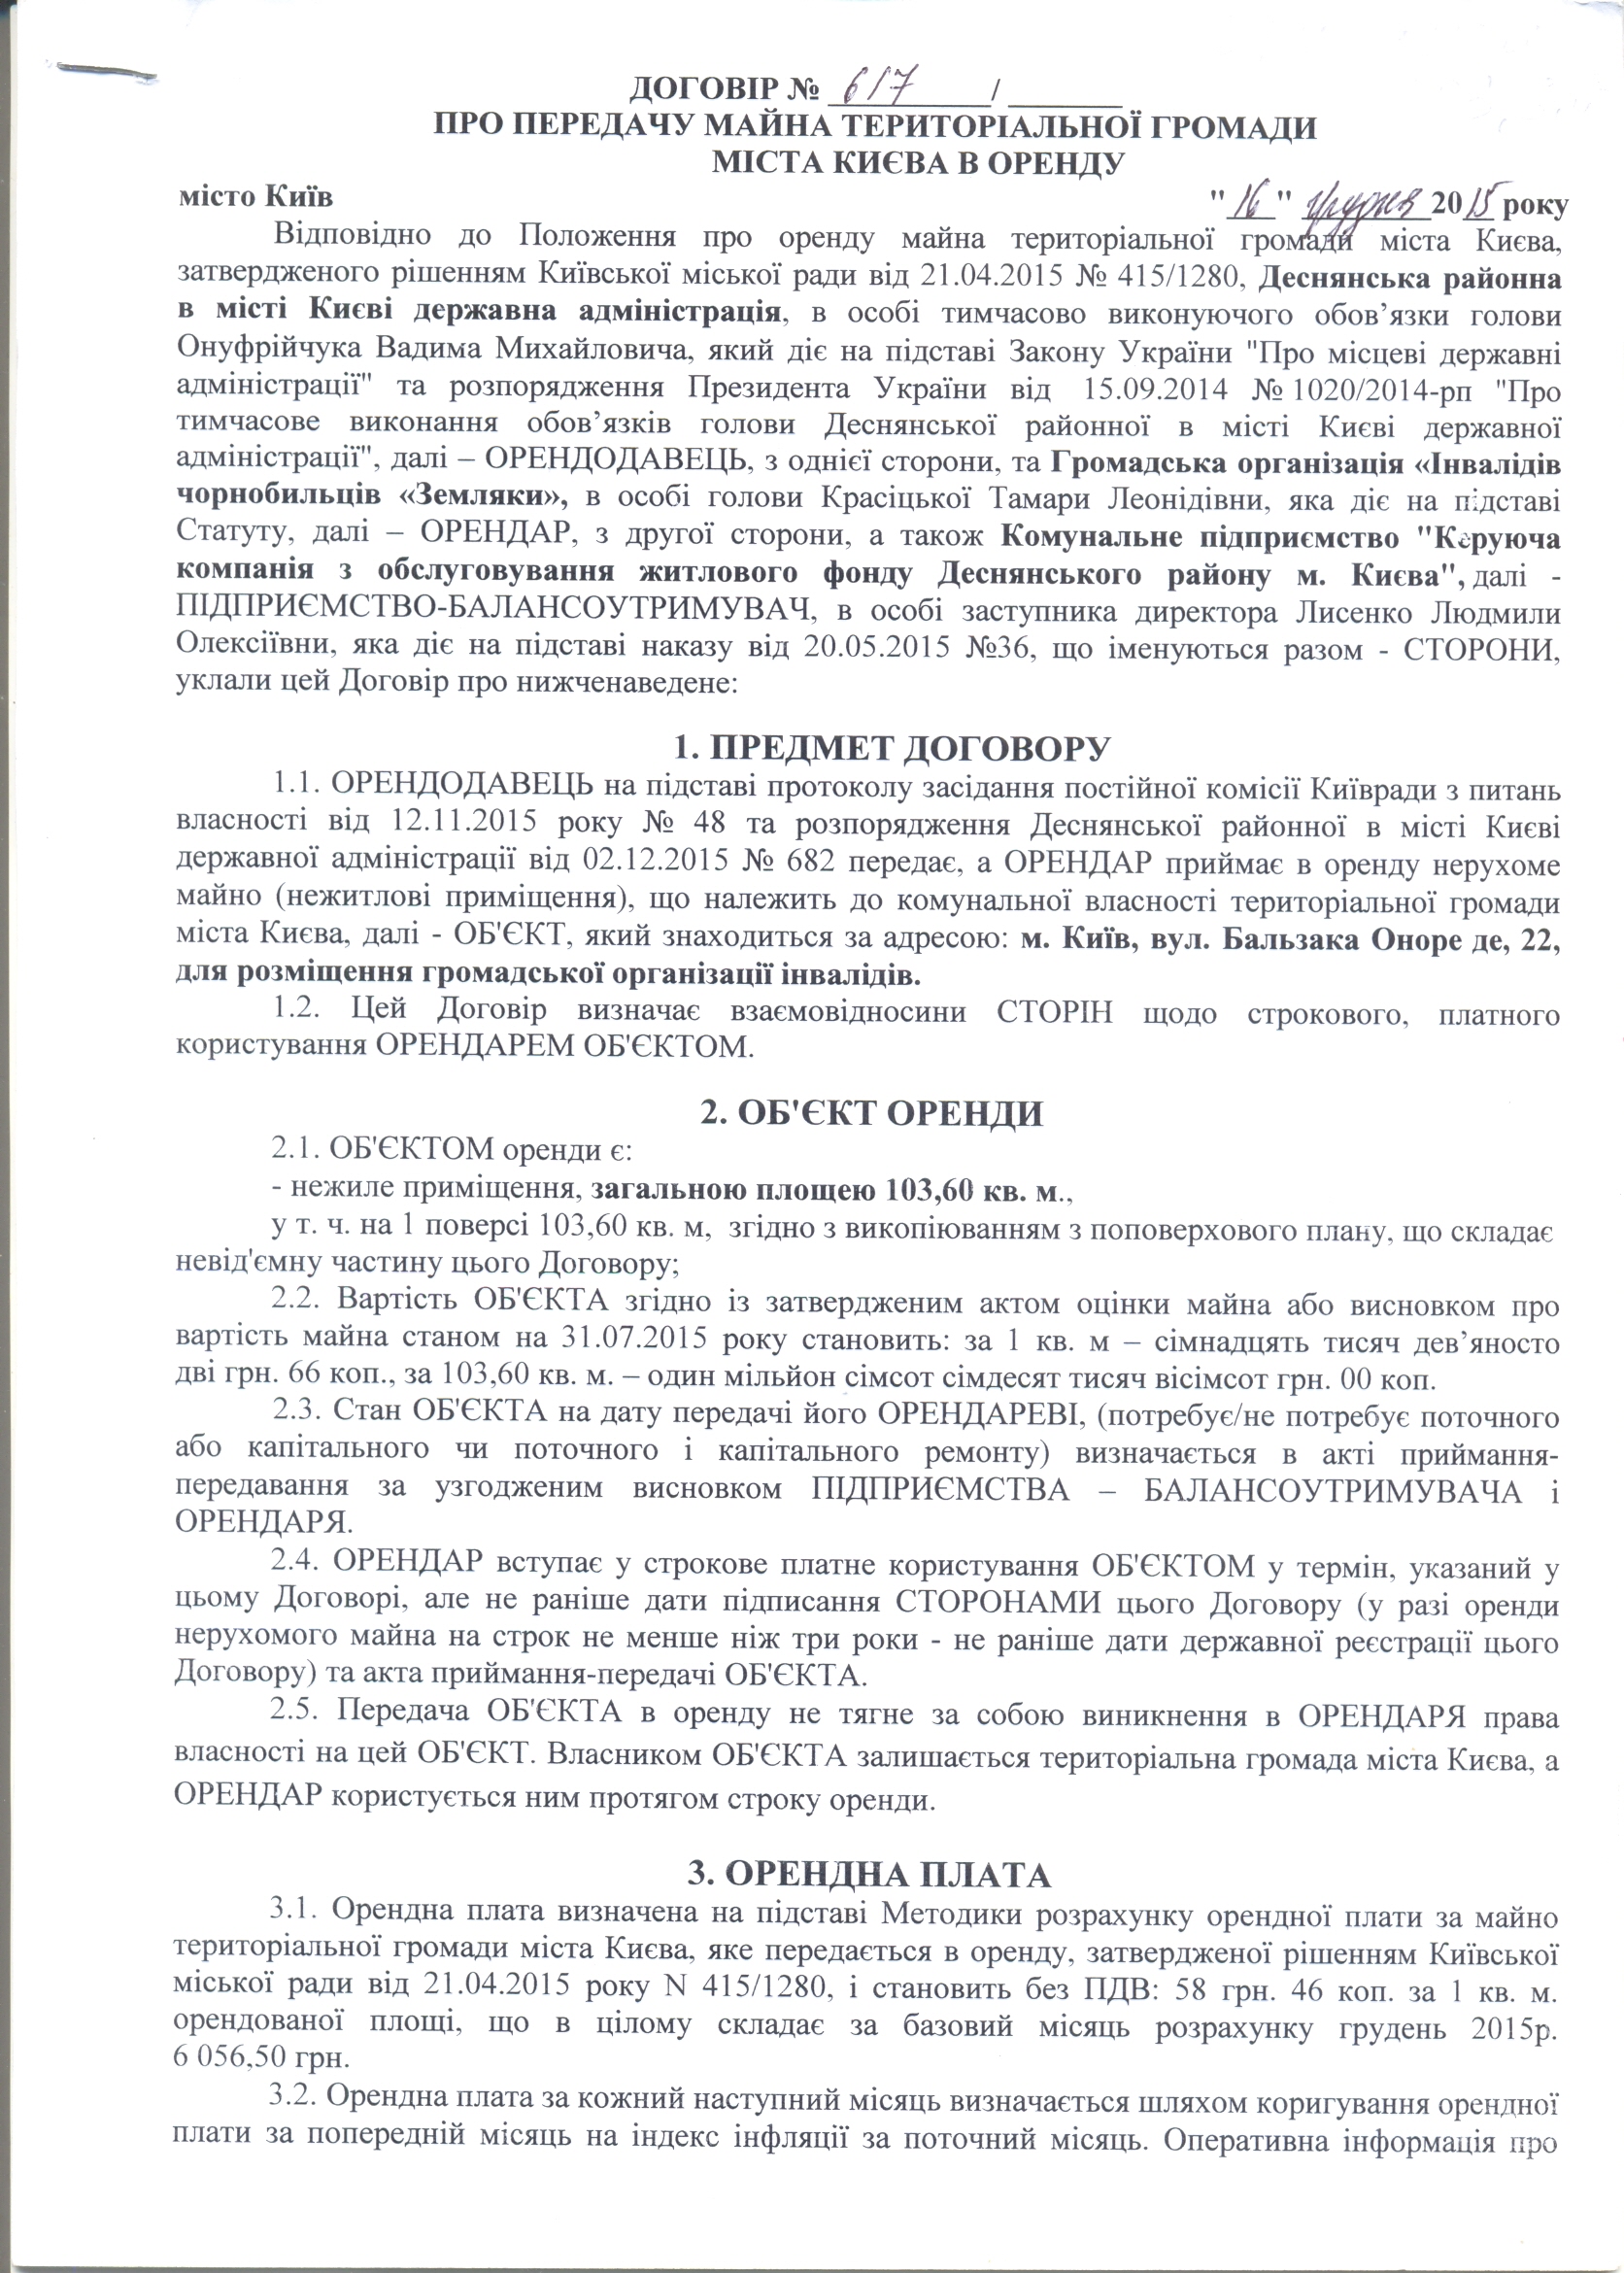 ДОГОВІР № 617 /
ПРО ПЕРЕДАЧУ МАЙНА ТЕРИТОРІАЛЬНОЇ ГРОМАДИ
МІСТА КИЄВА В ОРЕНДУ
місто Київ "16" грудня 2015 року
Відповідно до Положення про оренду майна територіальної громади міста Києва,
затвердженого рішенням Київської міської ради від 21.04.2015 № 415/1280, Деснянська районна
в місті Києві державна адміністрація, в особі тимчасово виконуючого обов’язки голови
Онуфрійчука Вадима Михайловича, який діє на підставі Закону України "Про місцеві державні
адміністрації" та розпорядження Президента України від 15.09.2014 № 1020/2014-рп "Про
тимчасове виконання обов’язків голови Деснянської районної в місті Києві державної
адміністрації", далі – ОРЕНДОДАВЕЦЬ, з однієї сторони, та Громадська організація «Інвалідів
чорнобильців «Земляки», в особі голови Красіцької Тамари Леонідівни, яка діє на підставі
Статуту, далі – ОРЕНДАР, з другої сторони, а також Комунальне підприємство "Керуюча
компанія з обслуговування житлового фонду Деснянського району м. Києва", далі -
ПІДПРИЄМСТВО-БАЛАНСОУТРИМУВАЧ, в особі заступника директора Лисенко Людмили
Олексіївни, яка діє на підставі наказу від 20.05.2015 №36, що іменуються разом - СТОРОНИ,
уклали цей Договір про нижченаведене:
1. ПРЕДМЕТ ДОГОВОРУ
1.1. ОРЕНДОДАВЕЦЬ на підставі протоколу засідання постійної комісії Київради з питань
власності від 12.11.2015 року № 48 та розпорядження Деснянської районної в місті Києві
державної адміністрації від 02.12.2015 № 682 передає, а ОРЕНДАР приймає в оренду нерухоме
майно (нежитлові приміщення), що належить до комунальної власності територіальної громади
міста Києва, далі - ОБ'ЄКТ, який знаходиться за адресою: м. Київ, вул. Бальзака Оноре де, 22,
для розміщення громадської організації інвалідів.
1.2. Цей Договір визначає взаємовідносини СТОРІН щодо строкового, платного
користування ОРЕНДАРЕМ ОБ'ЄКТОМ.
2. ОБ'ЄКТ ОРЕНДИ
2.1. ОБ'ЄКТОМ оренди є:
- нежиле приміщення, загальною площею 103,60 кв. м.,
у т. ч. на 1 поверсі 103,60 кв. м, згідно з викопіюванням з поповерхового плану, що складає
невід'ємну частину цього Договору;
2.2. Вартість ОБ'ЄКТА згідно із затвердженим актом оцінки майна або висновком про
вартість майна станом на 31.07.2015 року становить: за 1 кв. м – сімнадцять тисяч дев’яносто
дві грн. 66 коп., за 103,60 кв. м. – один мільйон сімсот сімдесят тисяч вісімсот грн. 00 коп.
2.3. Стан ОБ'ЄКТА на дату передачі його ОРЕНДАРЕВІ, (потребує/не потребує поточного
або капітального чи поточного і капітального ремонту) визначається в акті приймання-
передавання за узгодженим висновком ПІДПРИЄМСТВА – БАЛАНСОУТРИМУВАЧА і
ОРЕНДАРЯ.
2.4. ОРЕНДАР вступає у строкове платне користування ОБ'ЄКТОМ у термін, указаний у
цьому Договорі, але не раніше дати підписання СТОРОНАМИ цього Договору (у разі оренди
нерухомого майна на строк не менше ніж три роки - не раніше дати державної реєстрації цього
Договору) та акта приймання-передачі ОБ'ЄКТА.
2.5. Передача ОБ'ЄКТА в оренду не тягне за собою виникнення в ОРЕНДАРЯ права
власності на цей ОБ'ЄКТ. Власником ОБ'ЄКТА залишається територіальна громада міста Києва, а
ОРЕНДАР користується ним протягом строку оренди.
3. ОРЕНДНА ПЛАТА
3.1. Орендна плата визначена на підставі Методики розрахунку орендної плати за майно
територіальної громади міста Києва, яке передається в оренду, затвердженої рішенням Київської
міської ради від 21.04.2015 року N 415/1280, і становить без ПДВ: 58 грн. 46 коп. за 1 кв. м.
орендованої площі, що в цілому складає за базовий місяць розрахунку грудень 2015р.
6 056,50 грн.
3.2. Орендна плата за кожний наступний місяць визначається шляхом коригування орендної
плати за попередній місяць на індекс інфляції за поточний місяць. Оперативна інформація про